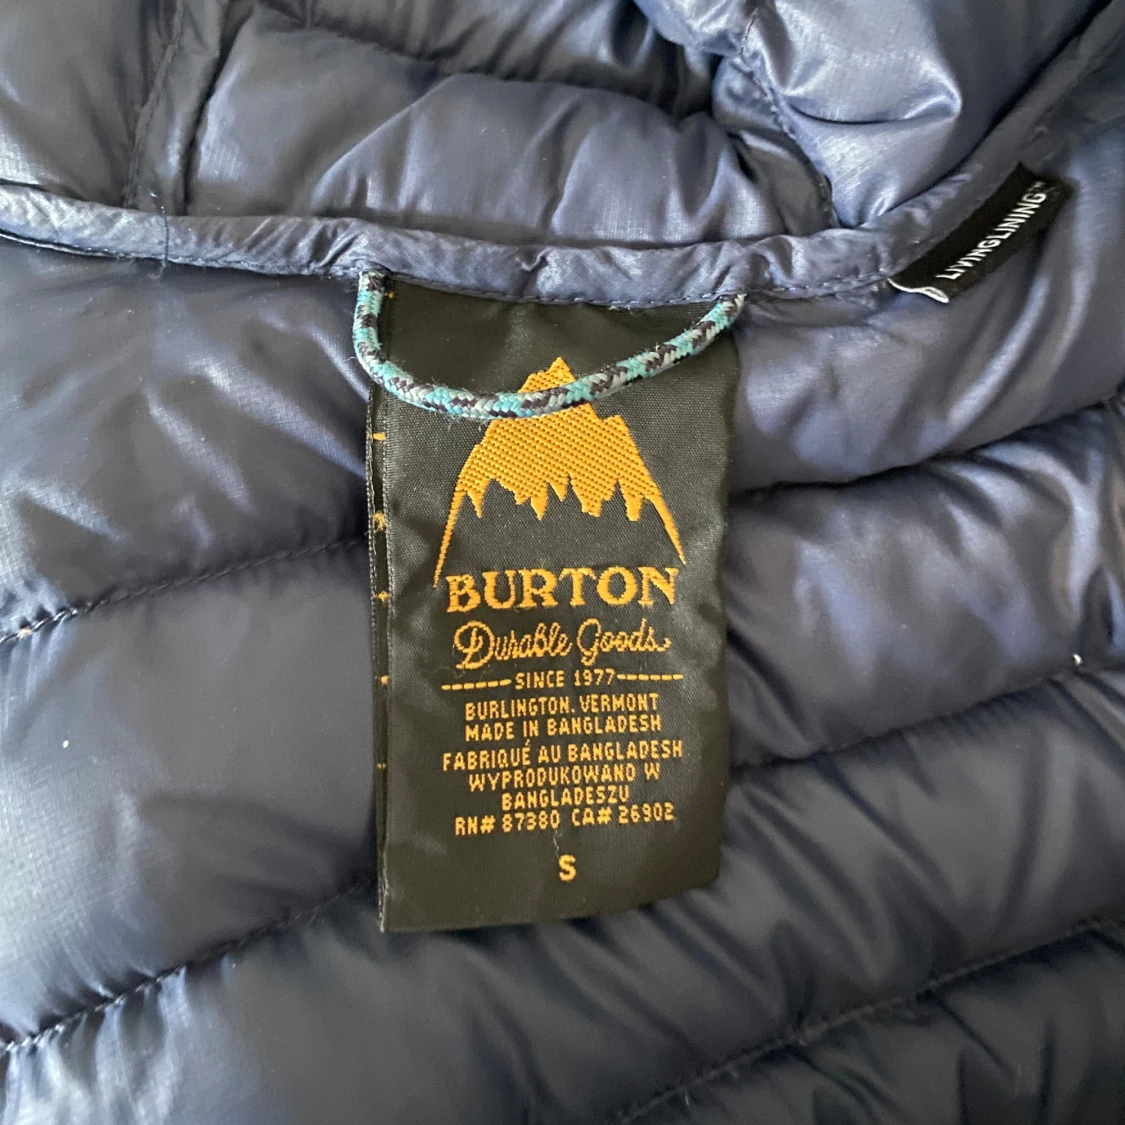 LIVINGLINING™
BURTON
Durable Goods
SINCE 1977
BURLINGTON, VERMONT
MADE IN BANGLADESH
FABRIQUÉ AU BANGLADESH
WYPRODUKOWANO W
BANGLADESZU
RN# 87380 CA# 26902
S